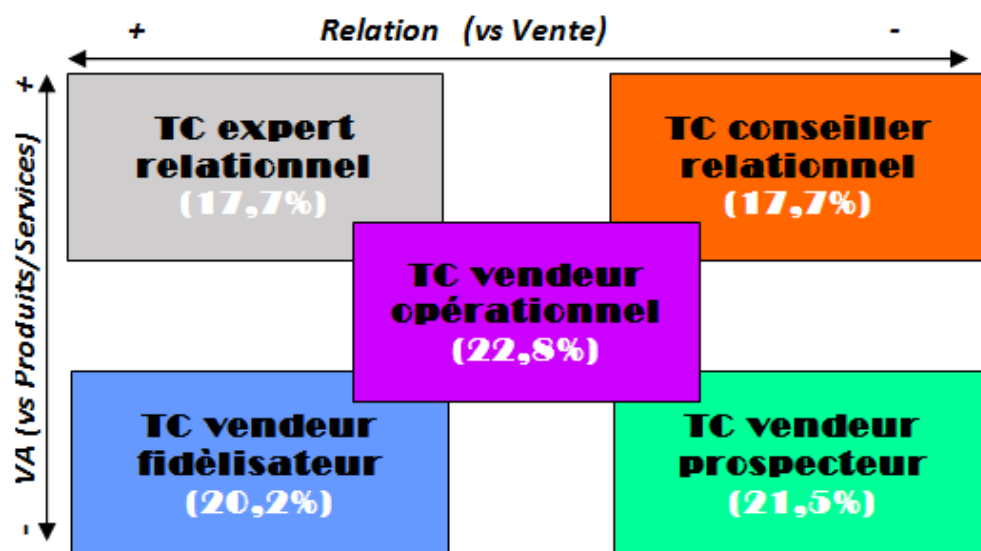 + Relation (vs Vente) -
VA (vs Produits/Services) +
-
TC expert
relationnel
(17,7%)
TC conseiller
relationnel
(17,7%)
TC vendeur
opérationnel
(22,8%)
TC vendeur
fidèlisateur
(20,2%)
TC vendeur
prospecteur
(21,5%)